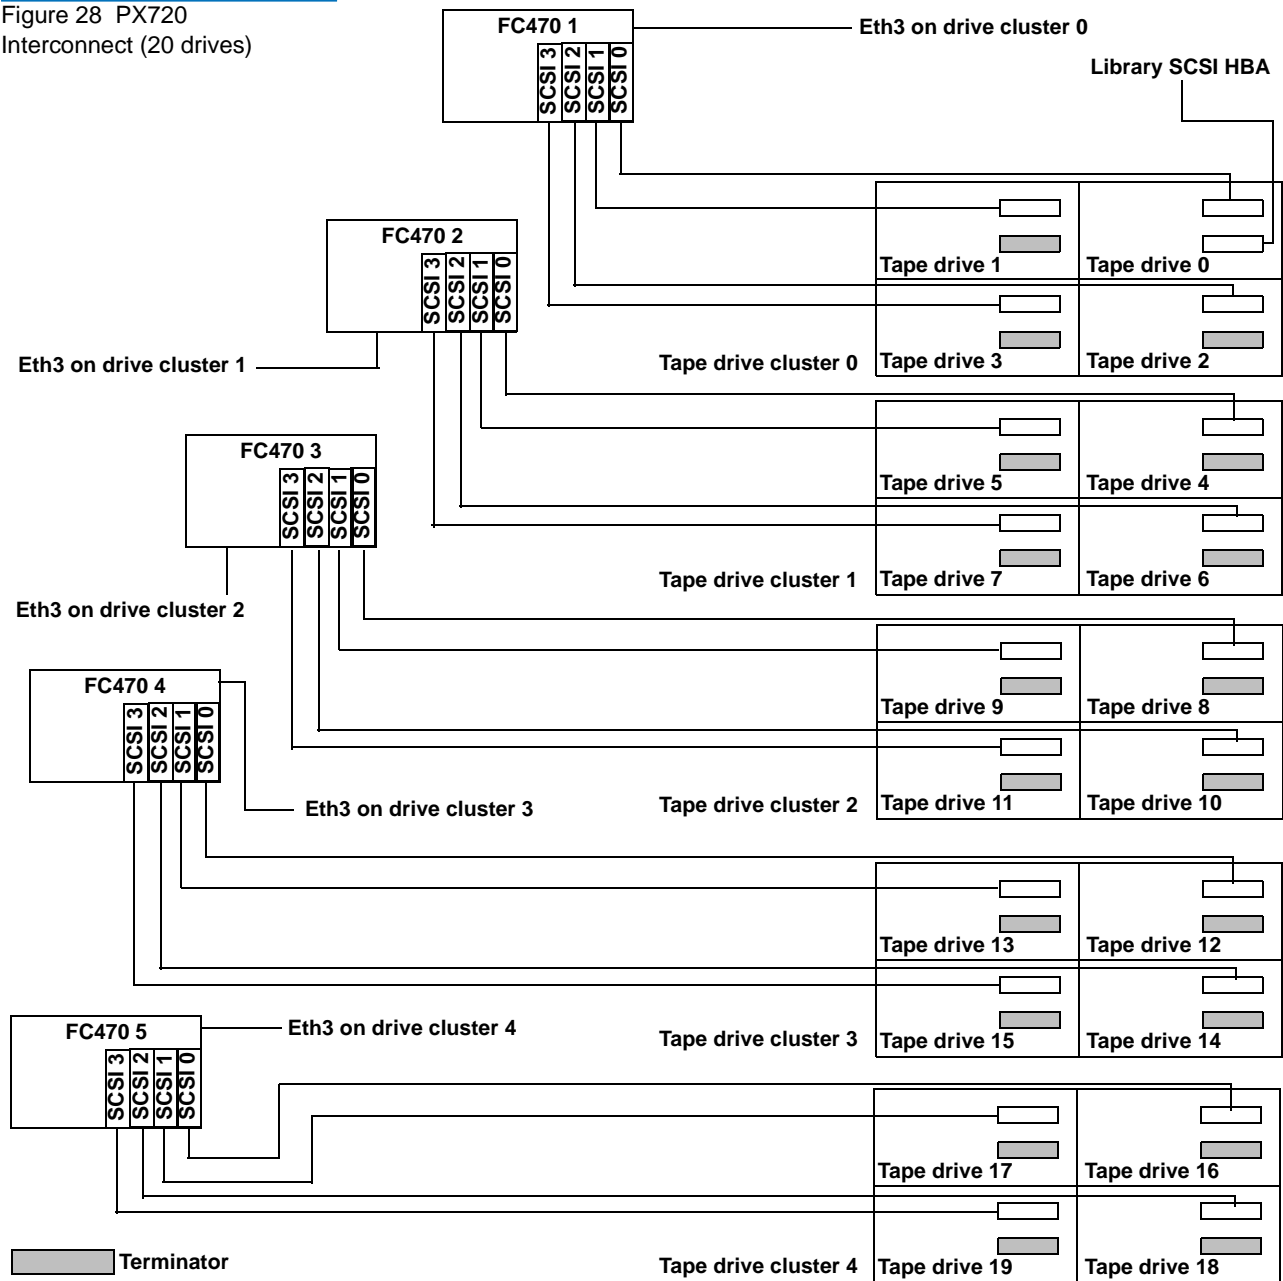 Figure 28  PX720
Interconnect (20 drives)
FC470 1
SCSI 3
SCSI 2
SCSI 1
SCSI 0
Eth3 on drive cluster 0
Library SCSI HBA
Tape drive 1
Tape drive 0
Tape drive 3
Tape drive 2
Tape drive cluster 0
FC470 2
SCSI 3
SCSI 2
SCSI 1
SCSI 0
Eth3 on drive cluster 1
Tape drive 5
Tape drive 4
Tape drive 7
Tape drive 6
Tape drive cluster 1
FC470 3
SCSI 3
SCSI 2
SCSI 1
SCSI 0
Eth3 on drive cluster 2
Tape drive 9
Tape drive 8
Tape drive 11
Tape drive 10
Tape drive cluster 2
FC470 4
SCSI 3
SCSI 2
SCSI 1
SCSI 0
Eth3 on drive cluster 3
Tape drive 13
Tape drive 12
Tape drive 15
Tape drive 14
Tape drive cluster 3
FC470 5
SCSI 3
SCSI 2
SCSI 1
SCSI 0
Eth3 on drive cluster 4
Tape drive 17
Tape drive 16
Tape drive 19
Tape drive 18
Tape drive cluster 4
Terminator